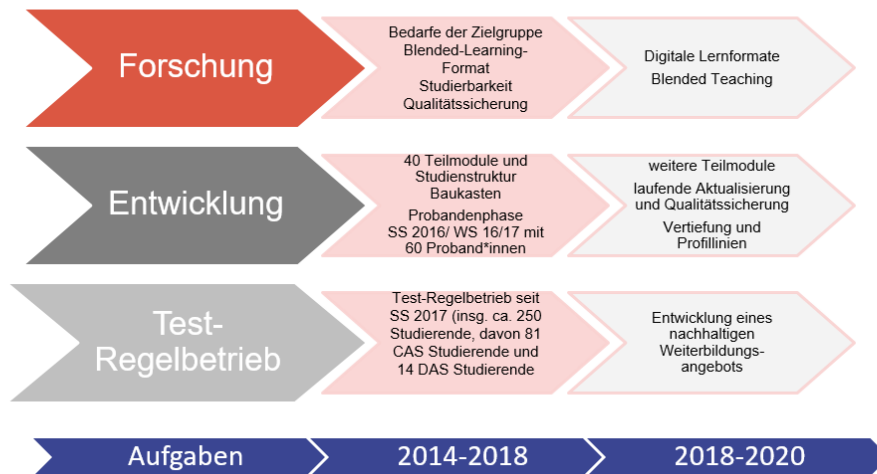 Forschung
Bedarfe der Zielgruppe
Blended-Learning-
Format
Studierbarkeit
Qualitätssicherung
Digitale Lernformate
Blended Teaching
Entwicklung
40 Teilmodule und
Studienstruktur
Baukasten
Probandenphase
SS 2016/ WS 16/17 mit
60 Proband*innen
weitere Teilmodule
laufende Aktualisierung
und Qualitätssicherung
Vertiefung und
Profillinien
Test-
Regelbetrieb
Test-Regelbetrieb seit
SS 2017 (insg. ca. 250
Studierende, davon 81
CAS Studierende und
14 DAS Studierende
Entwicklung eines
nachhaltigen
Weiterbildungs-
angebots
Aufgaben
2014-2018
2018-2020